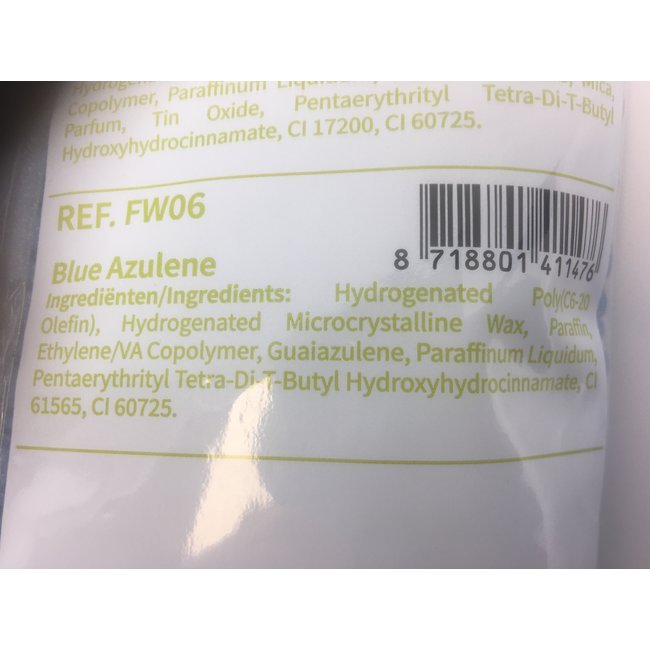 Hydrogen
Copolymer, Paraffinum Mica,
Parfum, Tin Oxide, Pentaerythrityl Tetra-Di-T-Butyl
Hydroxyhydrocinnamate, CI 17200, CI 60725.
REF. FW06
8 718801 411476
Blue Azulene
Ingrediënten/Ingredients: Hydrogenated Poly(C6-20
Olefin), Hydrogenated Microcrystalline Wax, Paraffin,
Ethylene/VA Copolymer, Guaiazulene, Paraffinum Liquidum,
Pentaerythrityl Tetra-Di-T-Butyl Hydroxyhydrocinnamate, CI
61565, CI 60725.